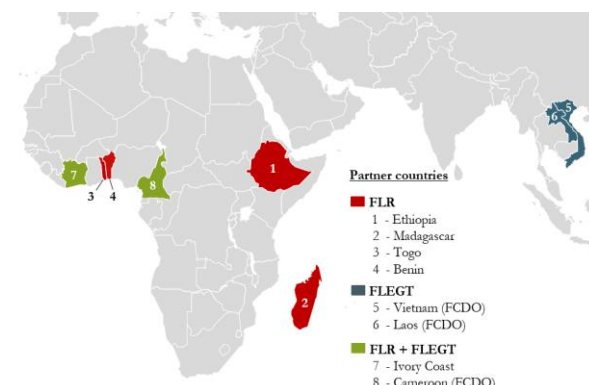 5
6
7
8
3
4
1
2
Partner countries
FLR
1 - Ethiopia
2 - Madagascar
3 - Togo
4 - Benin
FLEGT
5 - Vietnam (FCDO)
6 - Laos (FCDO)
FLR + FLEGT
7 - Ivory Coast
8 - Cameroon (FCDO)